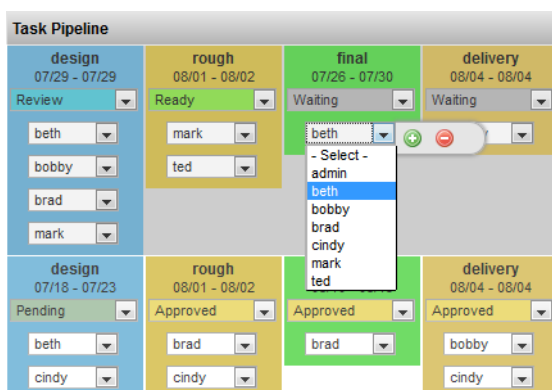 Task Pipeline
design rough final delivery
07/29 - 07/29 08/01 - 08/02 07/26 - 07/30 08/04 - 08/04
Review Ready Waiting Waiting
beth mark beth
bobby ted - Select -
admin
brad beth
mark bobby
brad
cindy
mark
ted
design rough delivery
07/18 - 07/23 08/01 - 08/02 08/04 - 08/04
Pending Approved Approved Approved
beth brad brad bobby
cindy cindy cindy